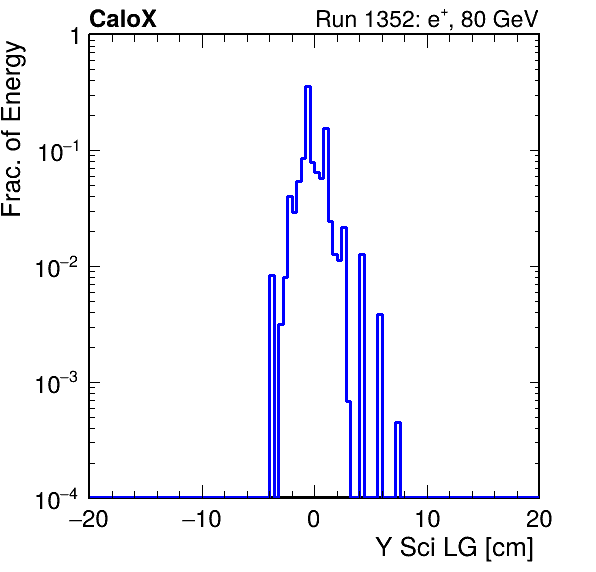 CaloX Run 1352: e⁺, 80 GeV
Frac. of Energy
1
10⁻¹
10⁻²
10⁻³
10⁻⁴
−20 −10 0 10 20
Y Sci LG [cm]